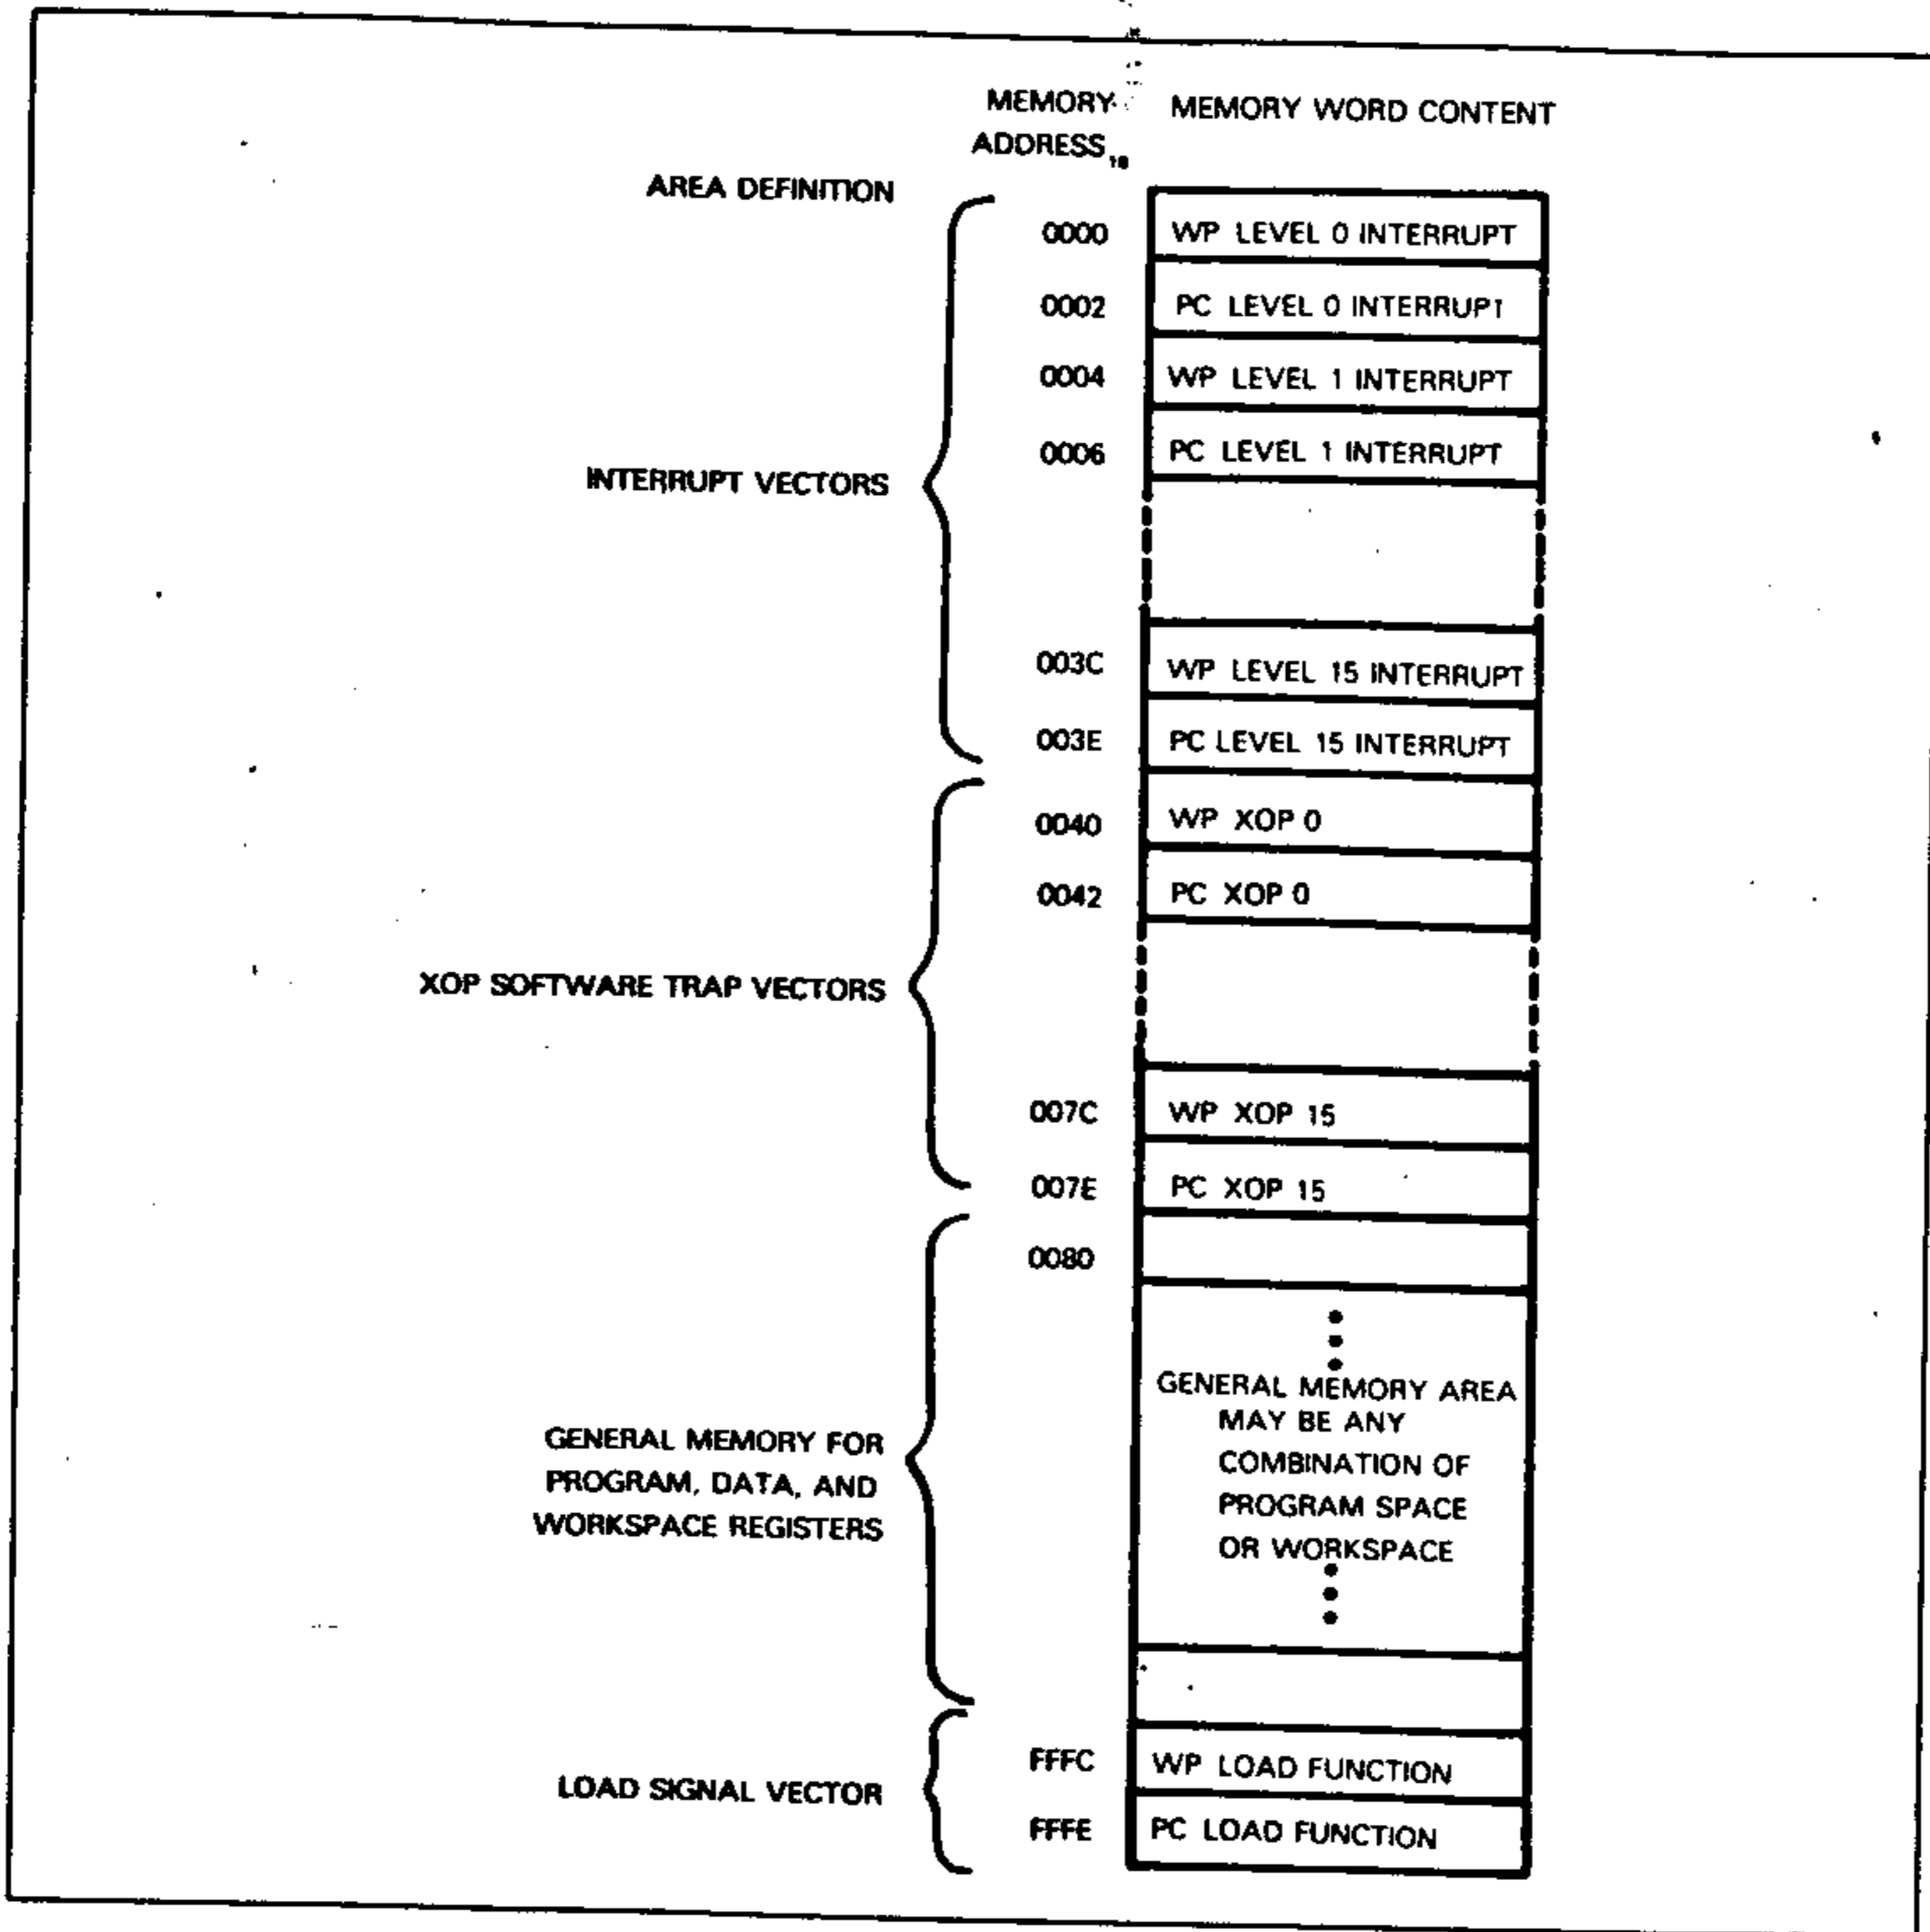 MEMORY ADDRESS₁₆
MEMORY WORD CONTENT
AREA DEFINITION
0000 WP LEVEL 0 INTERRUPT
0002 PC LEVEL 0 INTERRUPT
0004 WP LEVEL 1 INTERRUPT
0006 PC LEVEL 1 INTERRUPT
INTERRUPT VECTORS
003C WP LEVEL 15 INTERRUPT
003E PC LEVEL 15 INTERRUPT
0040 WP XOP 0
0042 PC XOP 0
XOP SOFTWARE TRAP VECTORS
007C WP XOP 15
007E PC XOP 15
0080
GENERAL MEMORY FOR
PROGRAM, DATA, AND
WORKSPACE REGISTERS
GENERAL MEMORY AREA
MAY BE ANY
COMBINATION OF
PROGRAM SPACE
OR WORKSPACE
LOAD SIGNAL VECTOR
FFFC WP LOAD FUNCTION
FFFE PC LOAD FUNCTION